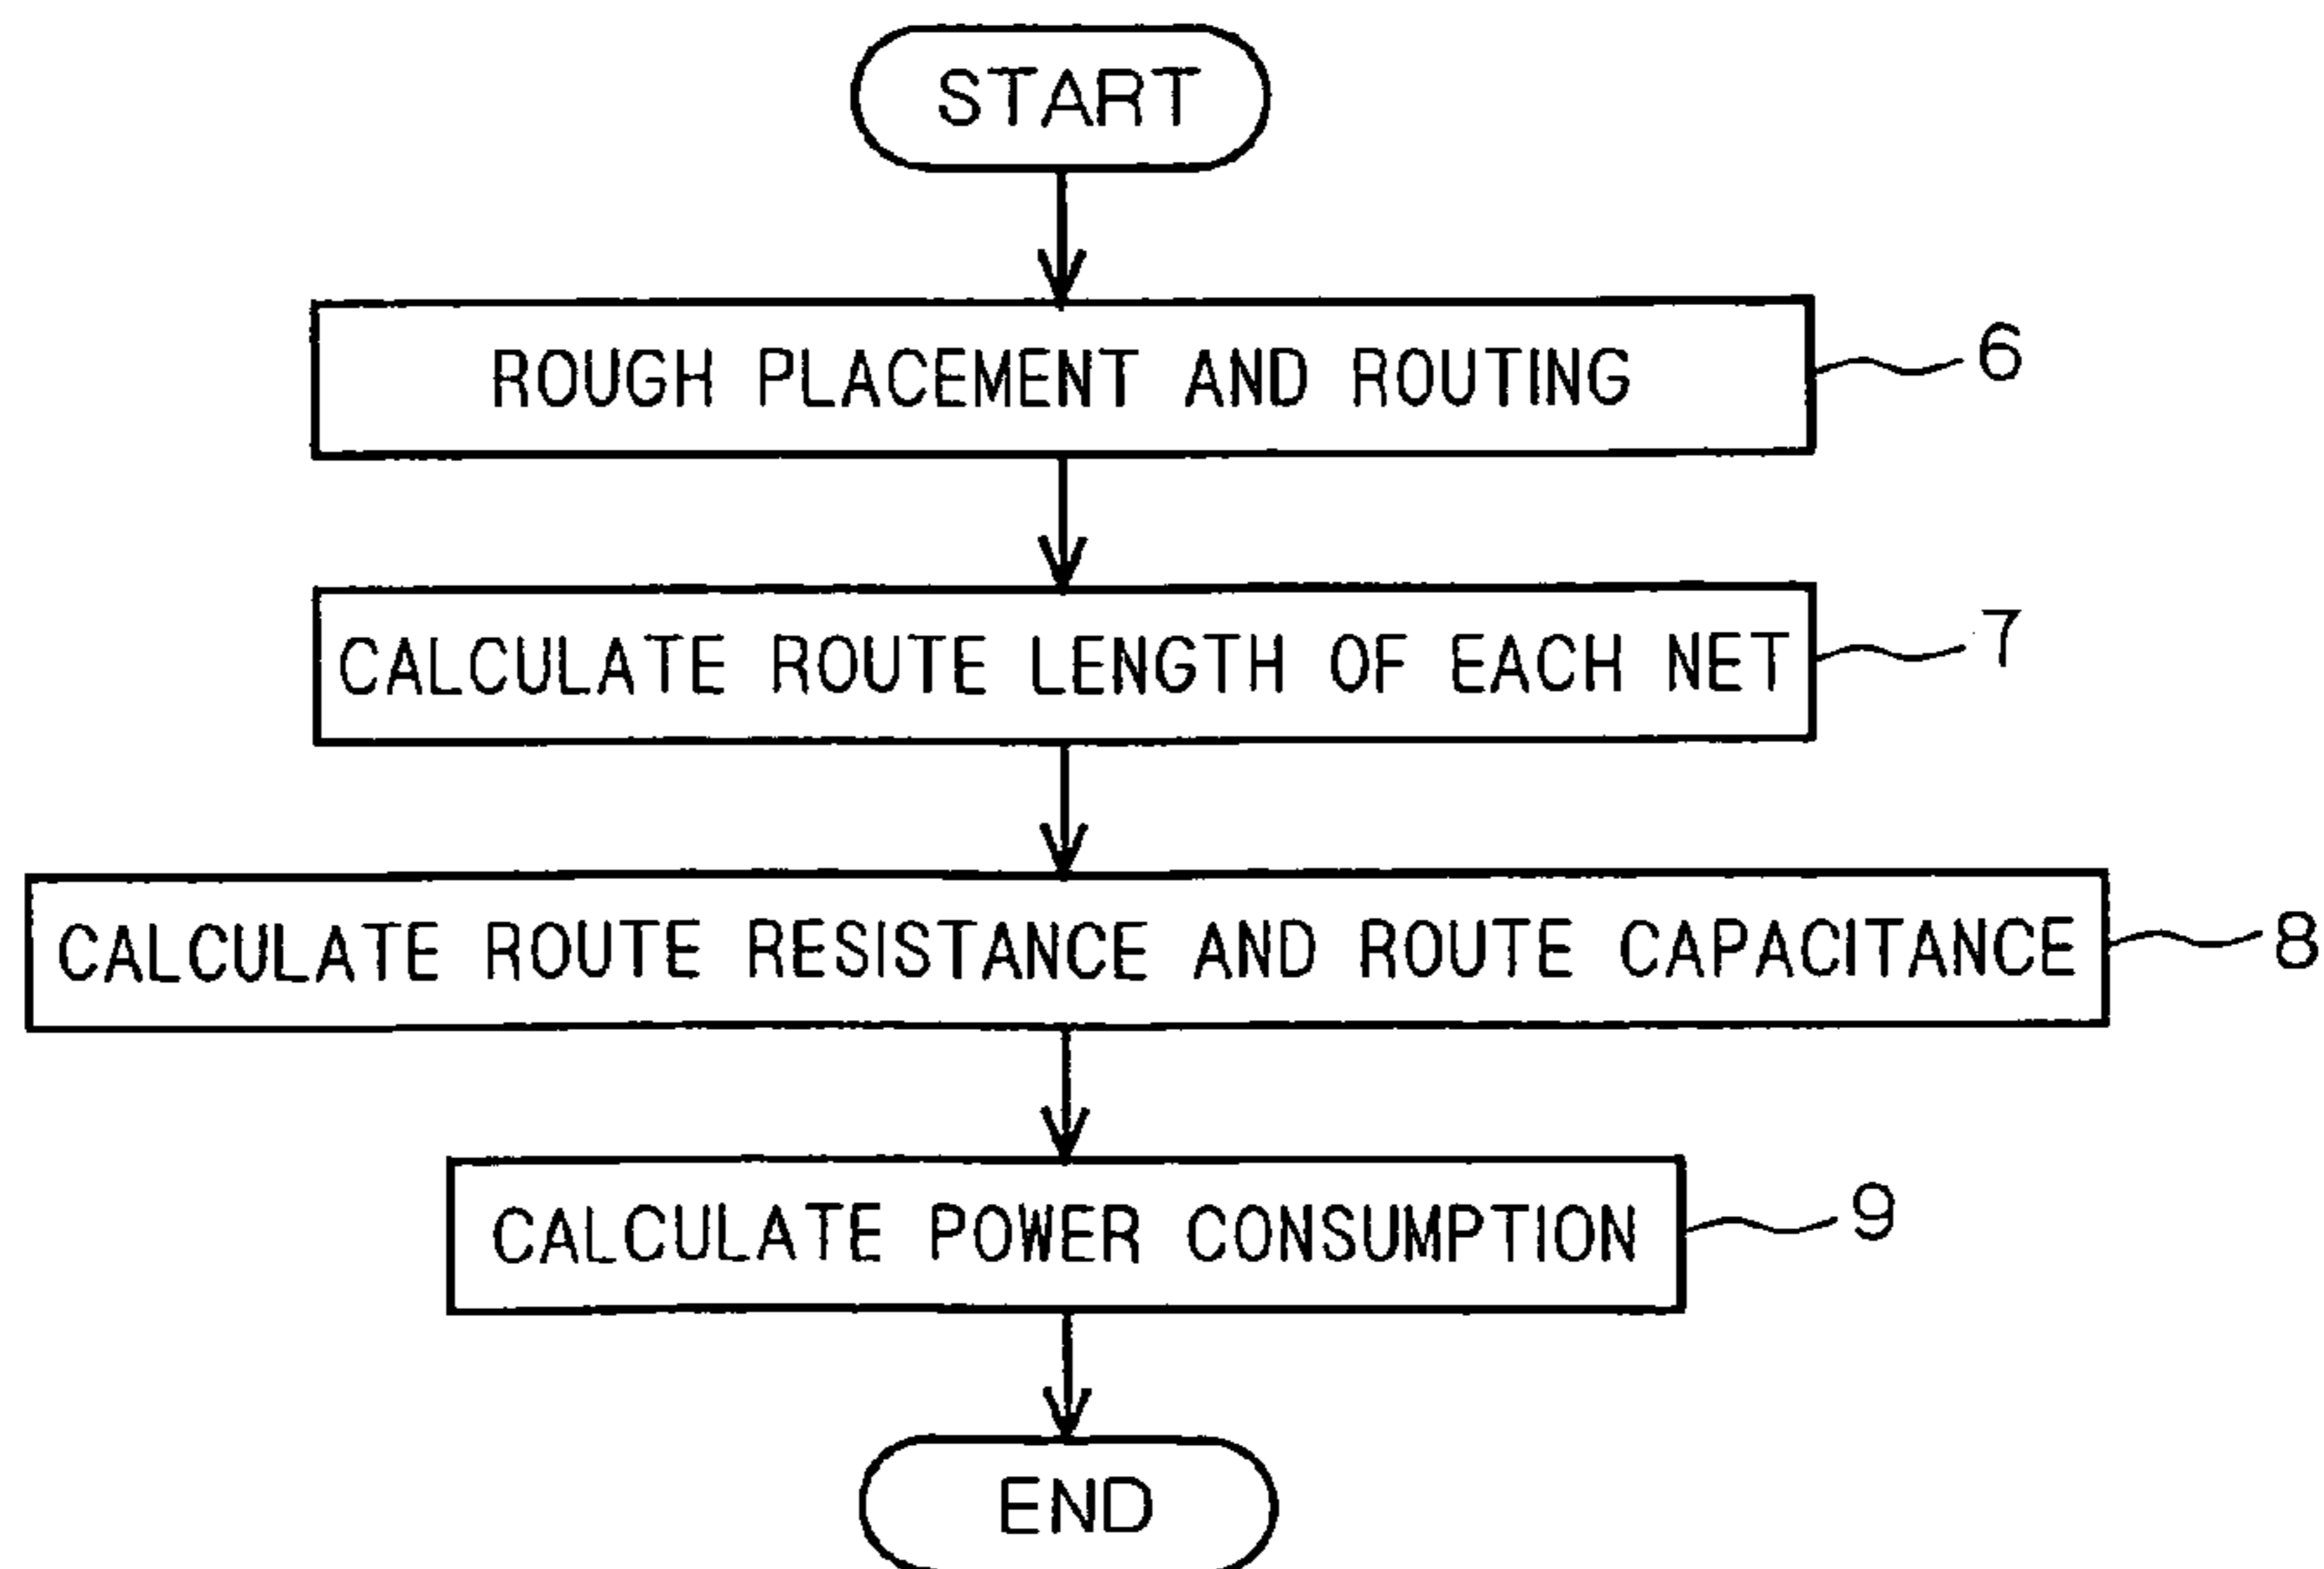 START
ROUGH PLACEMENT AND ROUTING
6
CALCULATE ROUTE LENGTH OF EACH NET
7
CALCULATE ROUTE RESISTANCE AND ROUTE CAPACITANCE
8
CALCULATE POWER CONSUMPTION
9
END